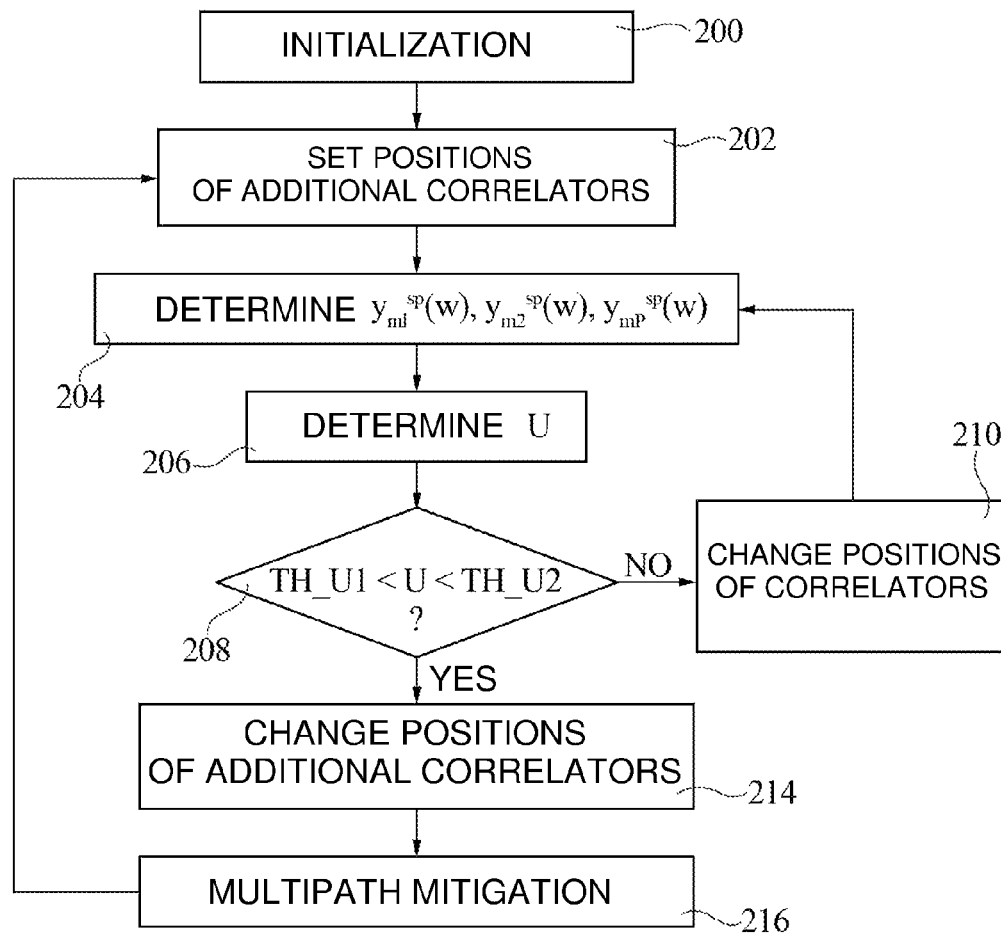 INITIALIZATION
200
SET POSITIONS
OF ADDITIONAL CORRELATORS
202
DETERMINE y_m1^sp(w), y_m2^sp(w), y_mP^sp(w)
204
DETERMINE U
206
TH_U1 < U < TH_U2
?
208
NO
210
CHANGE POSITIONS
OF CORRELATORS
YES
CHANGE POSITIONS
OF ADDITIONAL CORRELATORS
214
MULTIPATH MITIGATION
216